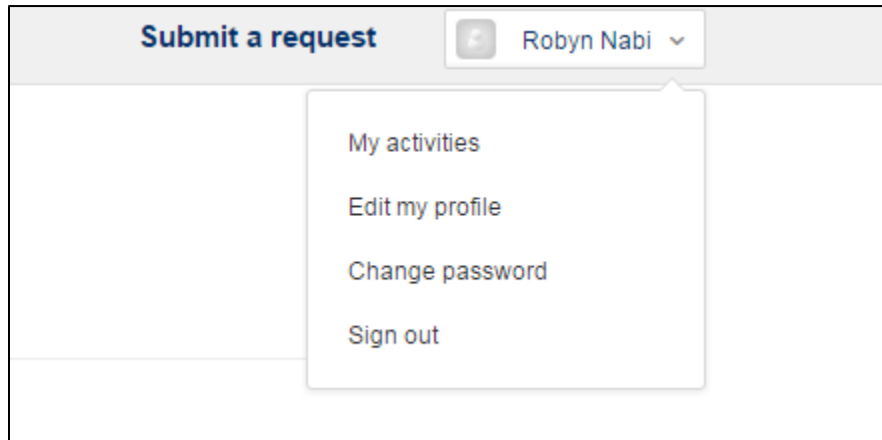 Submit a request
Robyn Nabi
My activities
Edit my profile
Change password
Sign out